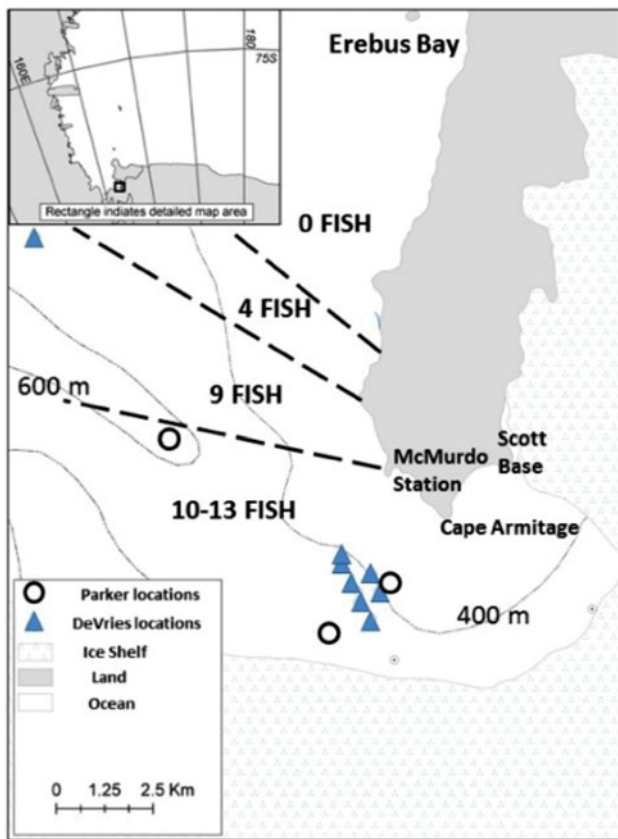 160E
180
75S
Rectangle indiates detailed map area
Erebus Bay
0 FISH
4 FISH
9 FISH
600 m
10-13 FISH
McMurdo
Station
Scott
Base
Cape Armitage
400 m
Parker locations
DeVries locations
Ice Shelf
Land
Ocean
0 1.25 2.5 Km